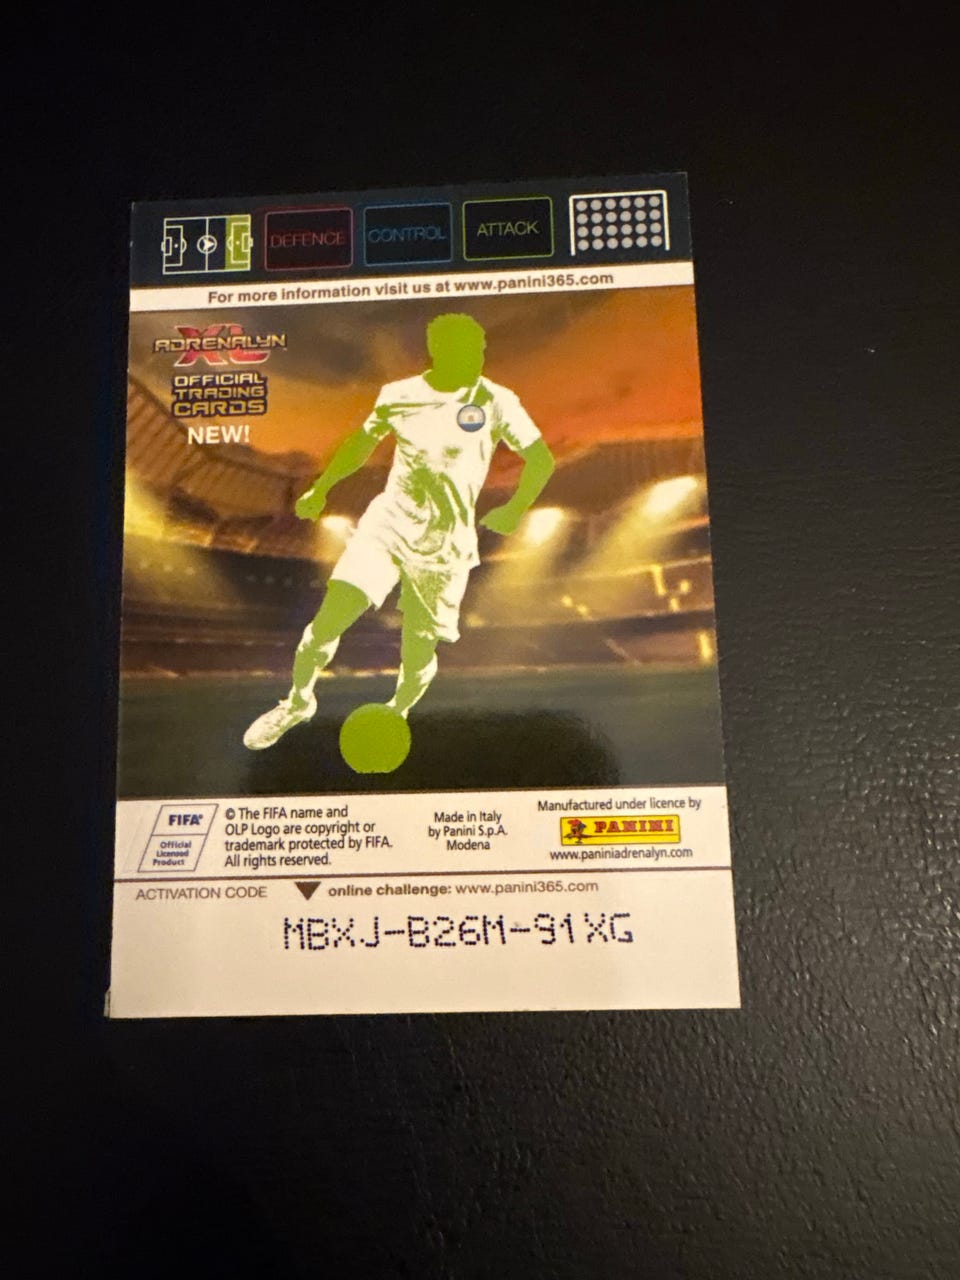 DEFENCE CONTROL ATTACK
For more information visit us at www.panini365.com
ADRENALYN
XL
OFFICIAL
TRADING
CARDS
NEW!
FIFA®
Official
Licensed
Product
© The FIFA name and
OLP Logo are copyright or
trademark protected by FIFA.
All rights reserved.
Made in Italy
by Panini S.p.A.
Modena
Manufactured under licence by
PANINI
www.paniniadrenalyn.com
ACTIVATION CODE online challenge: www.panini365.com
MBXJ-B26M-91XG